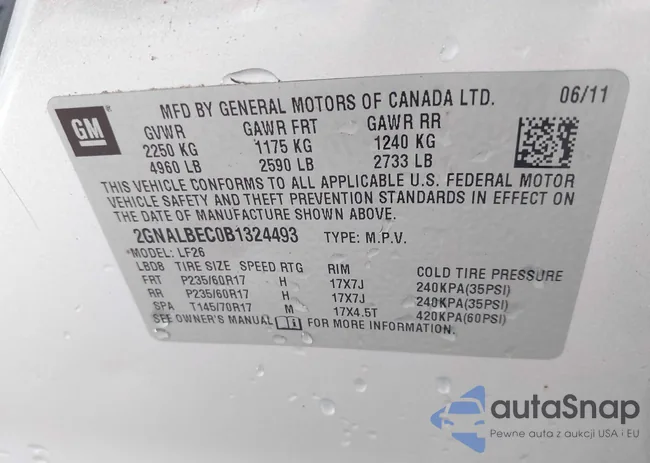 GM
MFD BY GENERAL MOTORS OF CANADA LTD. 06/11
GVWR GAWR FRT GAWR RR
2250 KG 1175 KG 1240 KG
4960 LB 2590 LB 2733 LB
THIS VEHICLE CONFORMS TO ALL APPLICABLE U.S. FEDERAL MOTOR
VEHICLE SAFETY AND THEFT PREVENTION STANDARDS IN EFFECT ON
THE DATE OF MANUFACTURE SHOWN ABOVE.
2GNALBEC0B1324493 TYPE: M.P.V.
*MODEL: LF26
LBD8 TIRE SIZE SPEED RTG RIM COLD TIRE PRESSURE
FRT P235/60R17 H 17X7J 240KPA(35PSI)
RR P235/60R17 H 17X7J 240KPA(35PSI)
SPA T145/70R17 M 17X4.5T 420KPA(60PSI)
SEE OWNER'S MANUAL FOR MORE INFORMATION.
autaSnap
Pewne auta z aukcji USA i EU